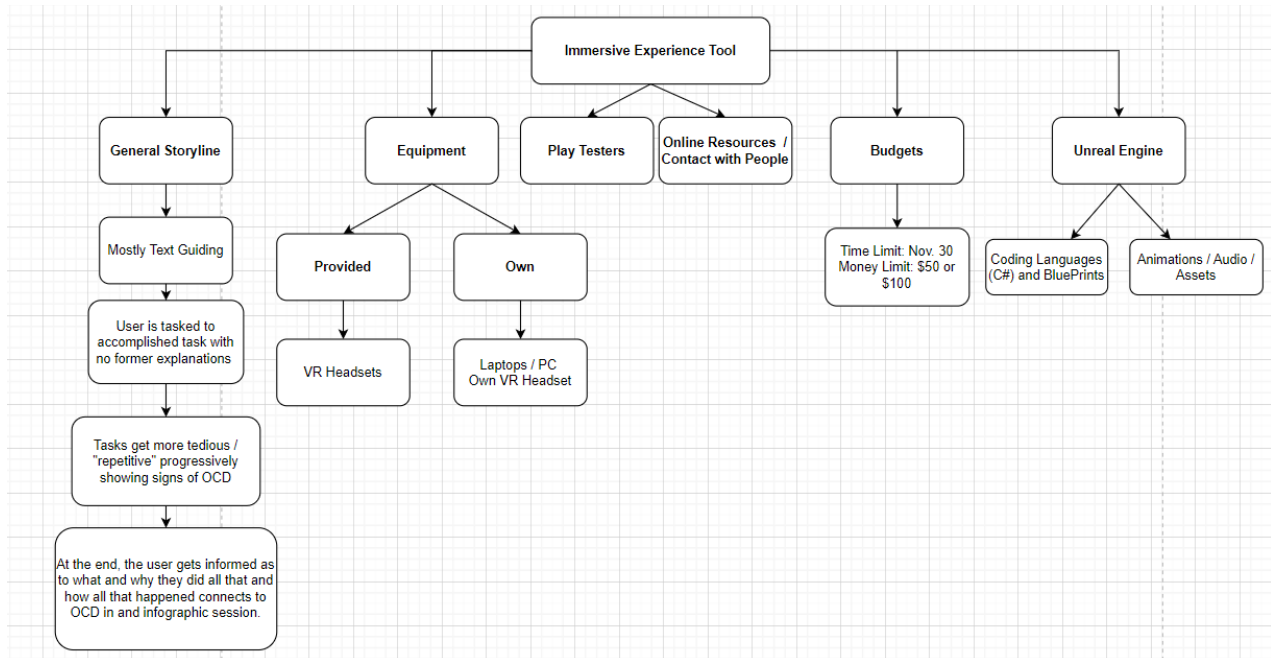 Immersive Experience Tool
General Storyline
Equipment
Play Testers
Online Resources /
Contact with People
Budgets
Unreal Engine
Mostly Text Guiding
Provided
Own
Time Limit: Nov. 30
Money Limit: $50 or
$100
Coding Languages
(C#) and BluePrints
Animations / Audio /
Assets
User is tasked to
accomplished task with
no former explanations
VR Headsets
Laptops / PC
Own VR Headset
Tasks get more tedious /
"repetitive" progressively
showing signs of OCD
At the end, the user gets informed as
to what and why they did all that and
how all that happened connects to
OCD in and infographic session.